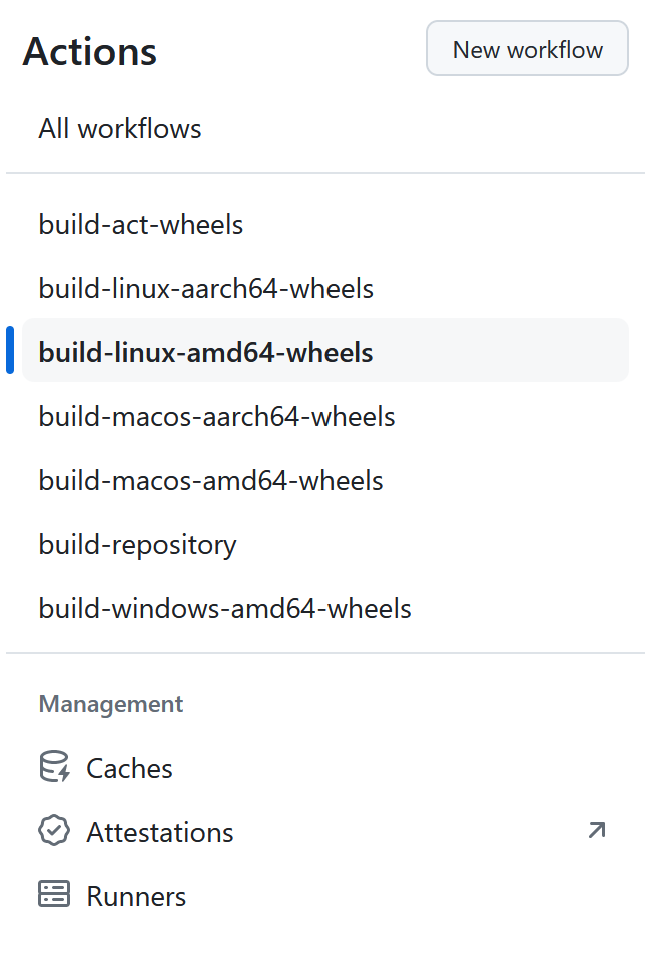 Actions
New workflow
All workflows
build-act-wheels
build-linux-aarch64-wheels
build-linux-amd64-wheels
build-macos-aarch64-wheels
build-macos-amd64-wheels
build-repository
build-windows-amd64-wheels
Management
Caches
Attestations
Runners